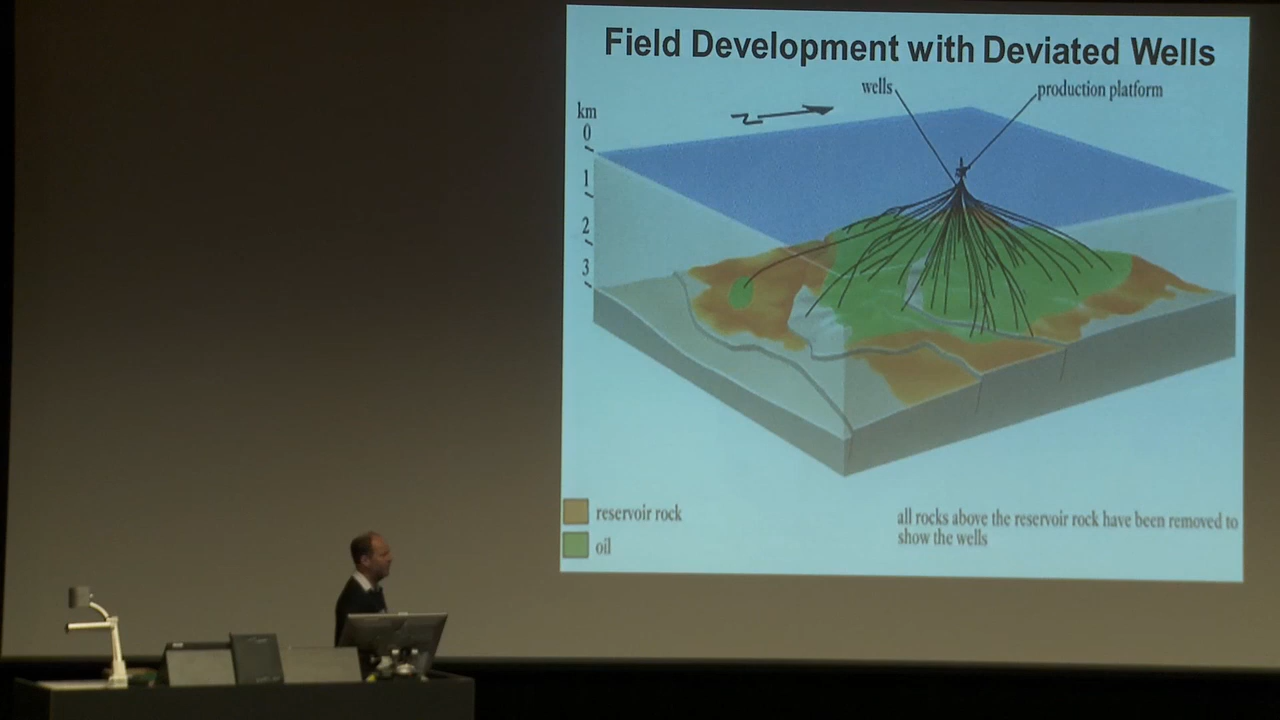 Field Development with Deviated Wells
wells
production platform
km
0
1
2
3
reservoir rock
oil
all rocks above the reservoir rock have been removed to
show the wells